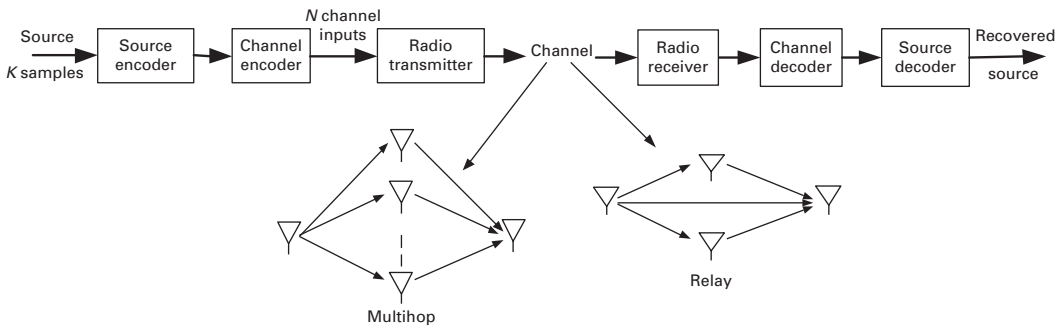 Source
K samples
Source
encoder
Channel
encoder
N channel
inputs
Radio
transmitter
Channel
Radio
receiver
Channel
decoder
Source
decoder
Recovered
source
Multihop
Relay